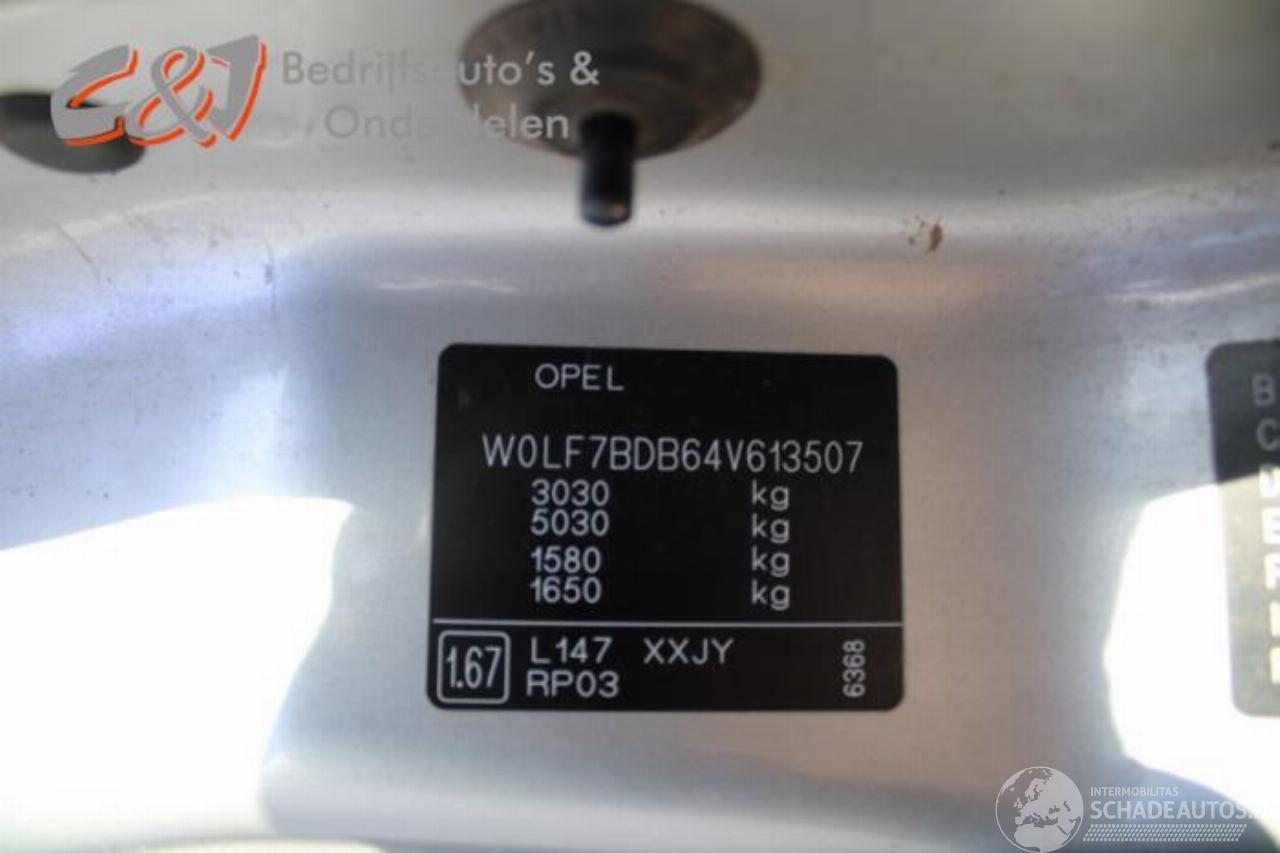 C&J Bedrijfsauto's &
Onderdelen
OPEL
W0LF7BDB64V613507
3030 kg
5030 kg
1580 kg
1650 kg
1.67 L147 XXJY
RP03
6368
B
C
INTERMOBILITAS
SCHADEAUTOS